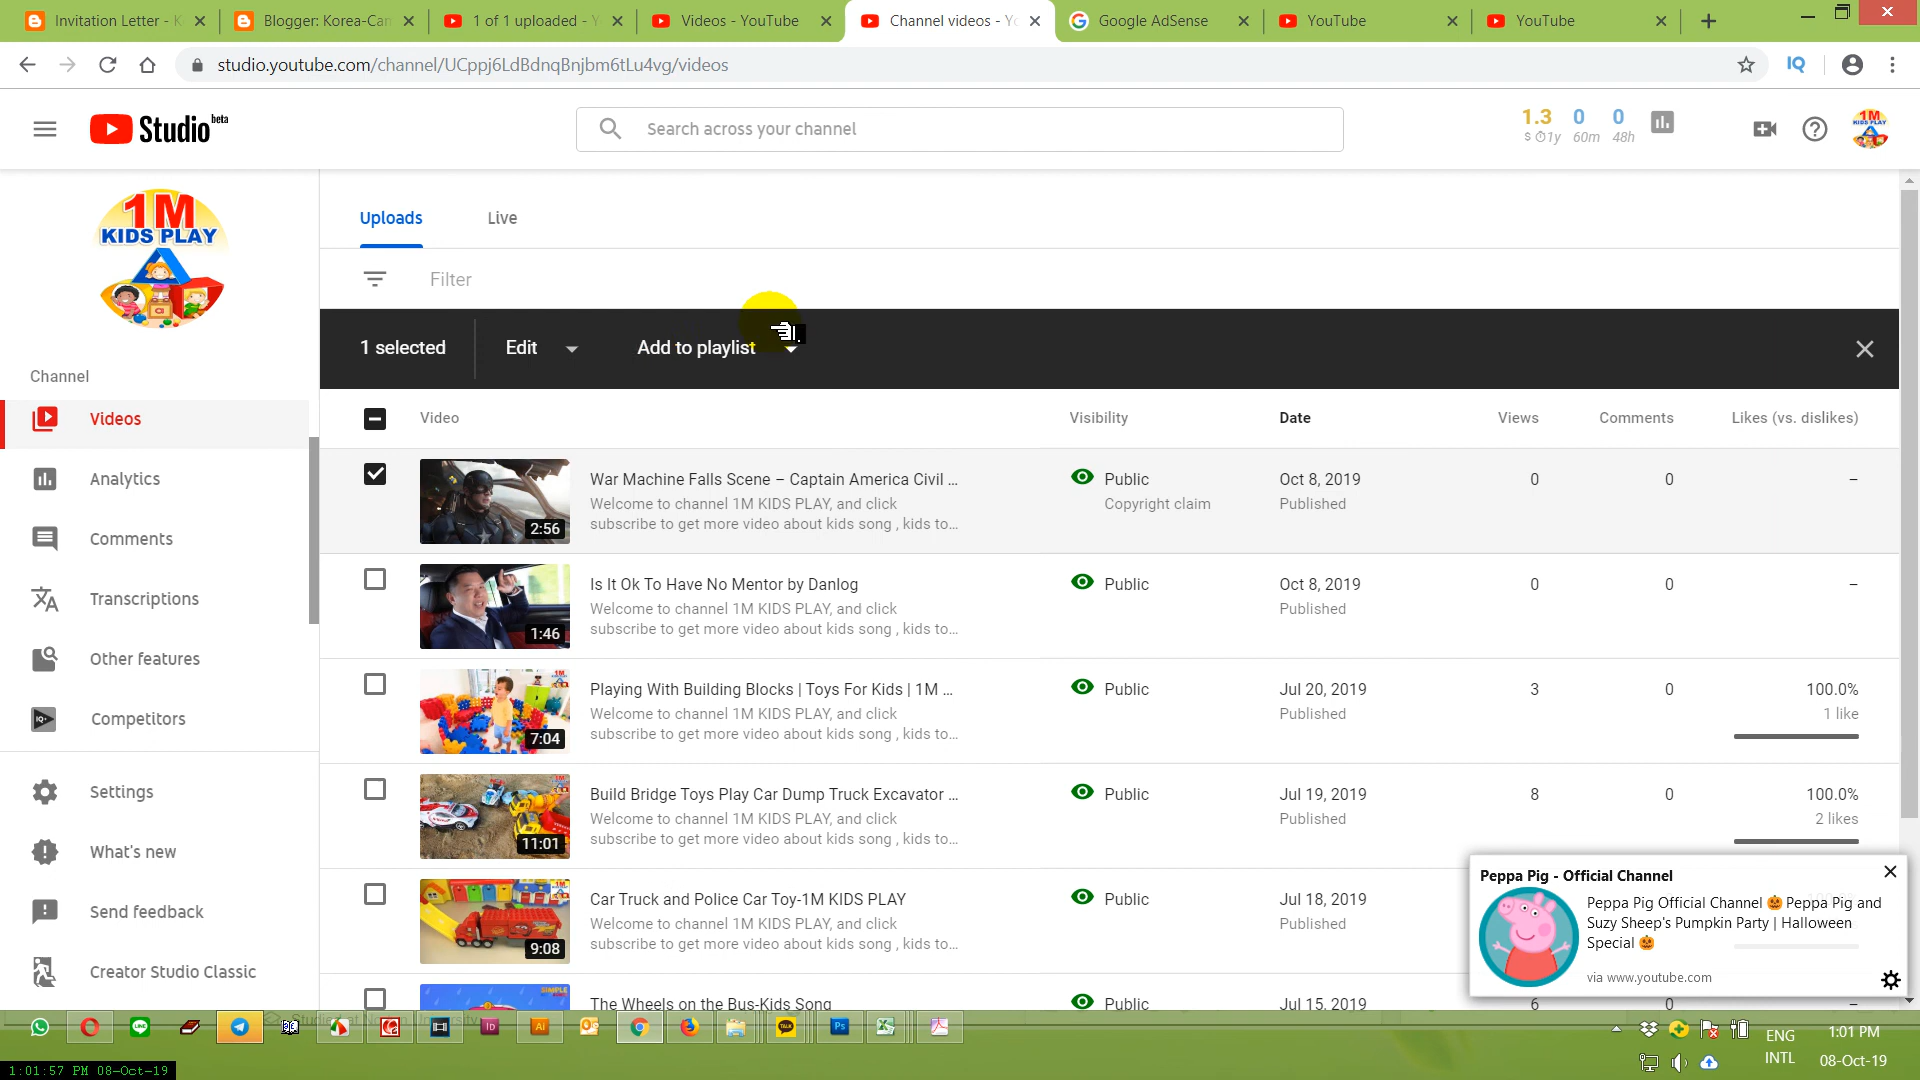 Invitation Letter - K
Blogger: Korea-Can
1 of 1 uploaded - Y
Videos - YouTube
Channel videos - Yo
Google AdSense
YouTube
YouTube
studio.youtube.com/channel/UCppj6LdBdnqBnjbm6tLu4vg/videos
IQ
Studio beta
Search across your channel
1.3 0 0
$ 1y 60m 48h
1M
KIDS PLAY
Uploads
Live
Filter
1 selected
Edit
Add to playlist
Channel
Videos
Analytics
Comments
Transcriptions
Other features
Competitors
Settings
What's new
Send feedback
Creator Studio Classic
Video
Visibility
Date
Views
Comments
Likes (vs. dislikes)
2:56
War Machine Falls Scene – Captain America Civil ...
Welcome to channel 1M KIDS PLAY, and click
subscribe to get more video about kids song , kids to...
Public
Copyright claim
Oct 8, 2019
Published
0
0
–
1:46
Is It Ok To Have No Mentor by Danlog
Welcome to channel 1M KIDS PLAY, and click
subscribe to get more video about kids song , kids to...
Public
Oct 8, 2019
Published
0
0
–
7:04
Playing With Building Blocks | Toys For Kids | 1M ...
Welcome to channel 1M KIDS PLAY, and click
subscribe to get more video about kids song , kids to...
Public
Jul 20, 2019
Published
3
0
100.0%
1 like
11:01
Build Bridge Toys Play Car Dump Truck Excavator ...
Welcome to channel 1M KIDS PLAY, and click
subscribe to get more video about kids song , kids to...
Public
Jul 19, 2019
Published
8
0
100.0%
2 likes
9:08
Car Truck and Police Car Toy-1M KIDS PLAY
Welcome to channel 1M KIDS PLAY, and click
subscribe to get more video about kids song , kids to...
Public
Jul 18, 2019
Published
The Wheels on the Bus-Kids Song
Public
Jul 15, 2019
6
0
–
Peppa Pig - Official Channel
Peppa Pig Official Channel 🎃 Peppa Pig and
Suzy Sheep's Pumpkin Party | Halloween
Special 🎃
via www.youtube.com
ENG
INTL
1:01 PM
08-Oct-19
1:01:57 PM 08-Oct-19